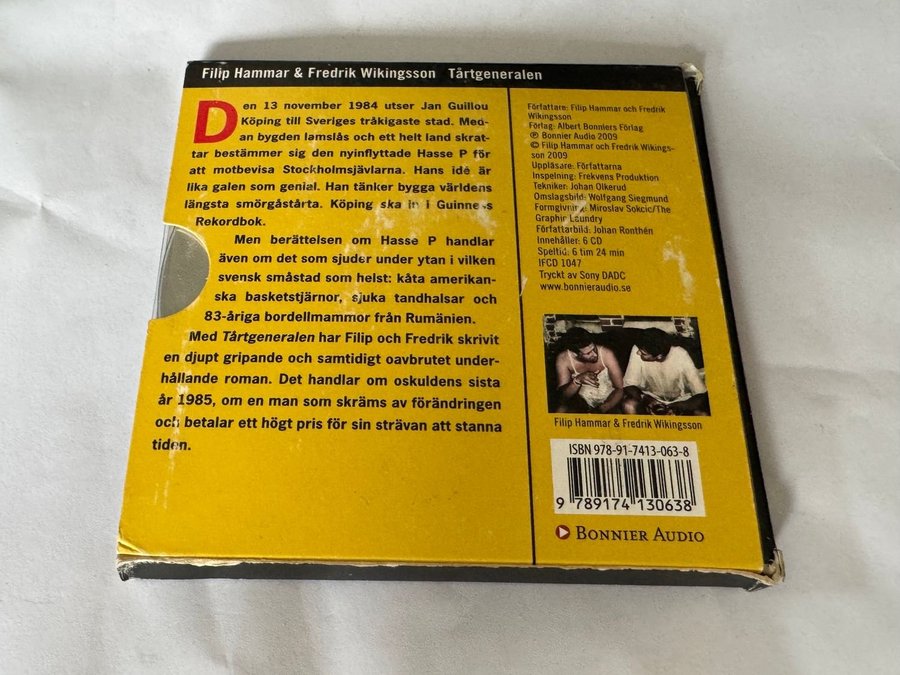 Filip Hammar & Fredrik Wikingsson Tårtgeneralen
Den 13 november 1984 utser Jan Guillou
Köping till Sveriges tråkigaste stad. Med-
an bygden lamslås och ett helt land skrat-
tar bestämmer sig den nyinflyttade Hasse P för
att motbevisa Stockholmsjävlarna. Hans idé är
lika galen som genial. Han tänker bygga världens
längsta smörgåstårta. Köping ska in i Guinness
Rekordbok.
Men berättelsen om Hasse P handlar
även om det som sjuder under ytan i vilken
svensk småstad som helst: kåta amerikan-
ska basketstjärnor, sjuka tandhalsar och
83-åriga bordellmammor från Rumänien.
Med Tårtgeneralen har Filip och Fredrik skrivit
en djupt gripande och samtidigt oavbrutet under-
hållande roman. Det handlar om oskuldens sista
år 1985, om en man som skräms av förändringen
och betalar ett högt pris för sin strävan att stanna
tiden.
Författare: Filip Hammar och Fredrik
Wikingsson
Förlag: Albert Bonniers Förlag
℗ Bonnier Audio 2009
© Filip Hammar och Fredrik Wikings-
son 2009
Uppläsare: Författarna
Inspelning: Frekvens Produktion
Tekniker: Johan Olkerud
Omslagsbild: Wolfgang Siegmund
Formgivning: Miroslav Sokcic/The
Graphic Laundry
Författarbild: Johan Ronthén
Innehåller: 6 CD
Speltid: 6 tim 24 min
IFCD 1047
Tryckt av Sony DADC
www.bonnieraudio.se
Filip Hammar & Fredrik Wikingsson
ISBN 978-91-7413-063-8
9 789174 130638
BONNIER AUDIO